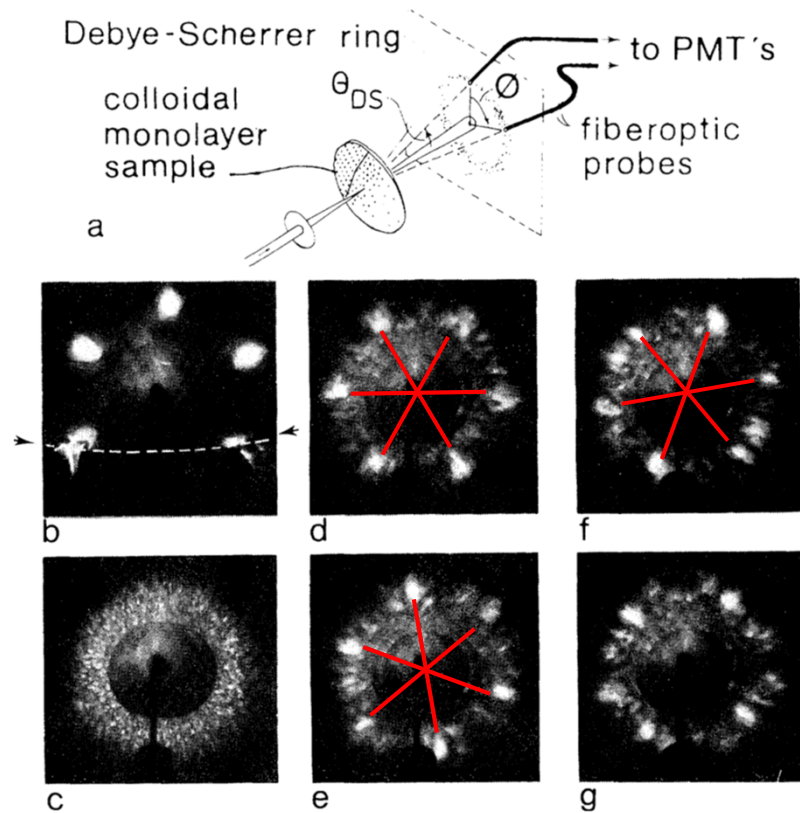 Debye-Scherrer ring
to PMT's
θDS
Ø
colloidal
monolayer
sample
fiberoptic
probes
a
b
d
f
c
e
g